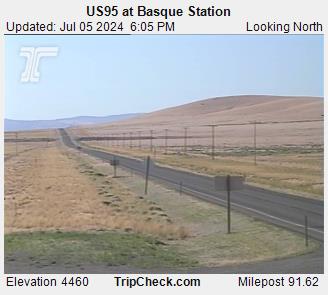 US95 at Basque Station
Updated: Jul 05 2024 6:05 PM Looking North
Elevation 4460 TripCheck.com Milepost 91.62